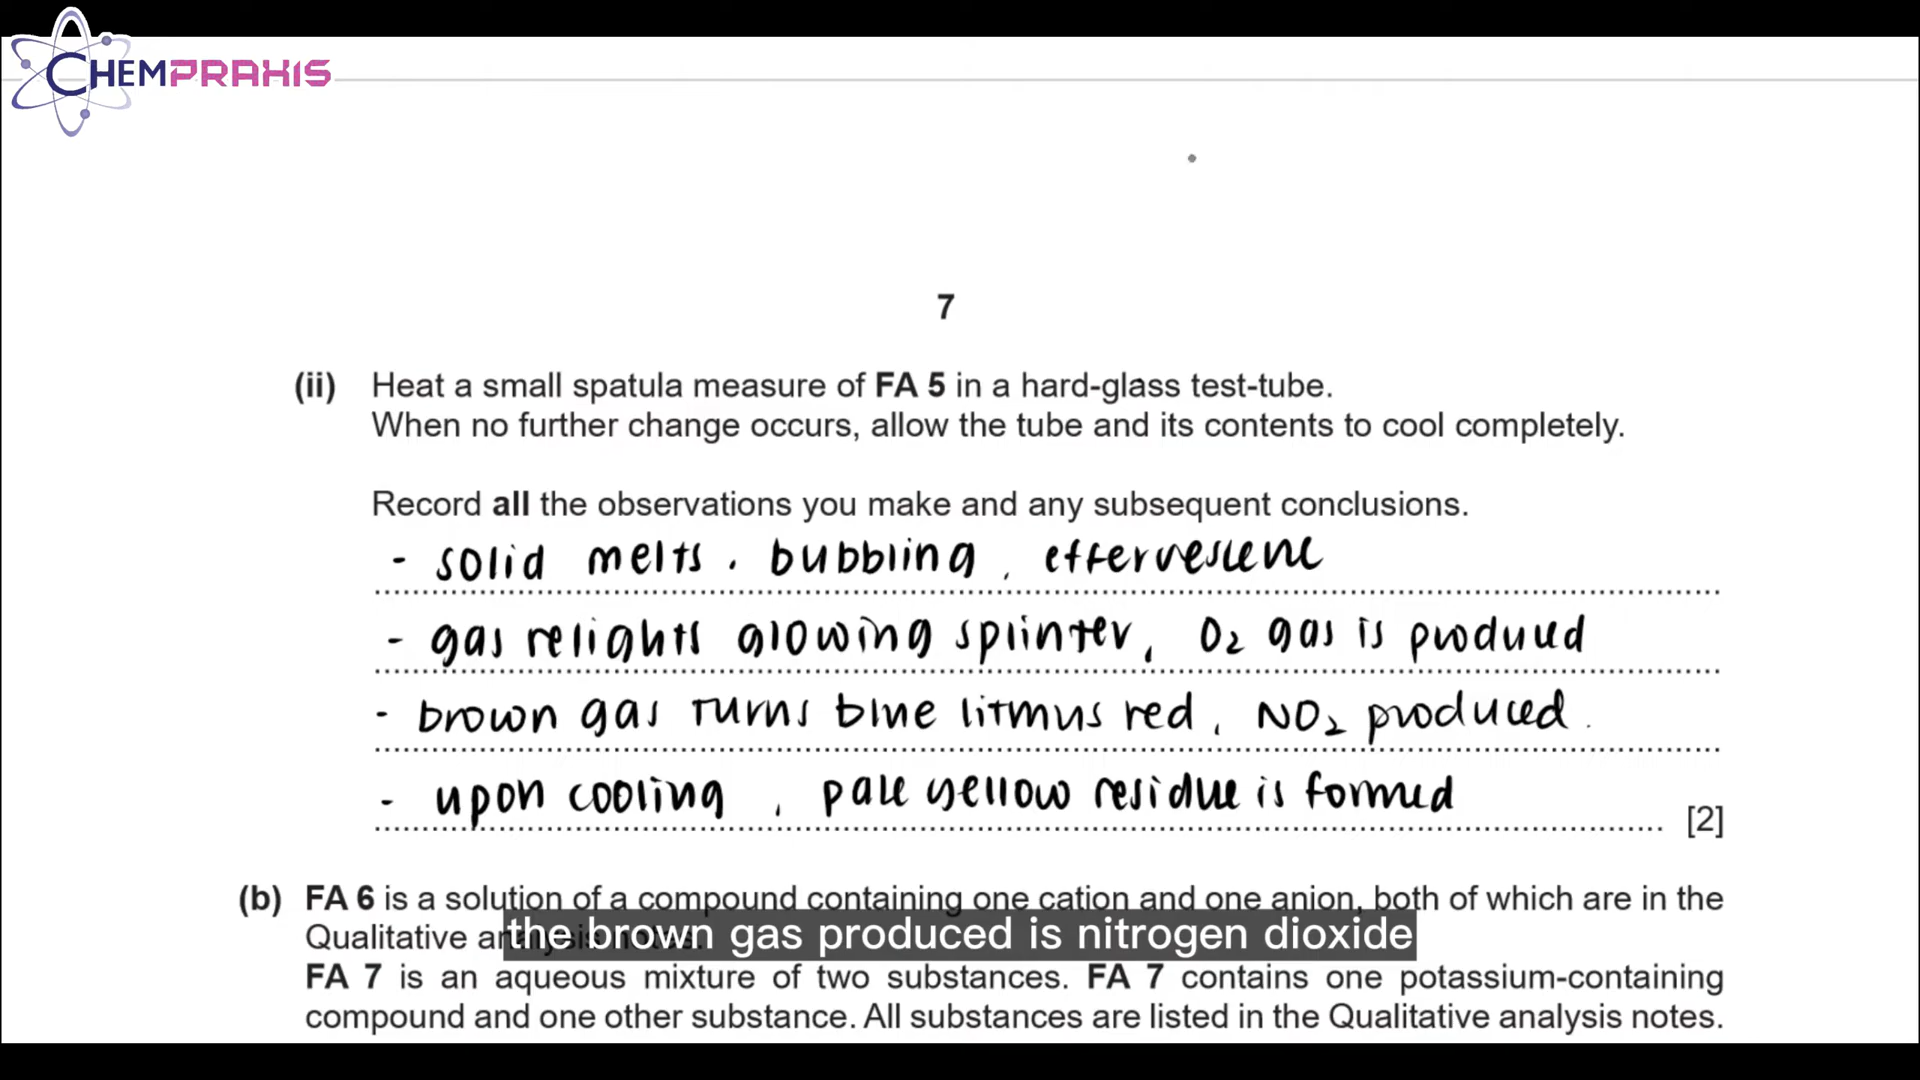 CHEMPRAXIS
7
(ii) Heat a small spatula measure of FA 5 in a hard-glass test-tube.
When no further change occurs, allow the tube and its contents to cool completely.
Record all the observations you make and any subsequent conclusions.
- solid melts. bubbling, effervescene
- gas relights glowing splinter, O₂ gas is produced
- brown gas turns blue litmus red, NO₂ produced.
- upon cooling, pale yellow residue is formed
[2]
(b) FA 6 is a solution of a compound containing one cation and one anion, both of which are in the
Qualitative analysis notes.
the brown gas produced is nitrogen dioxide
FA 7 is an aqueous mixture of two substances. FA 7 contains one potassium-containing
compound and one other substance. All substances are listed in the Qualitative analysis notes.